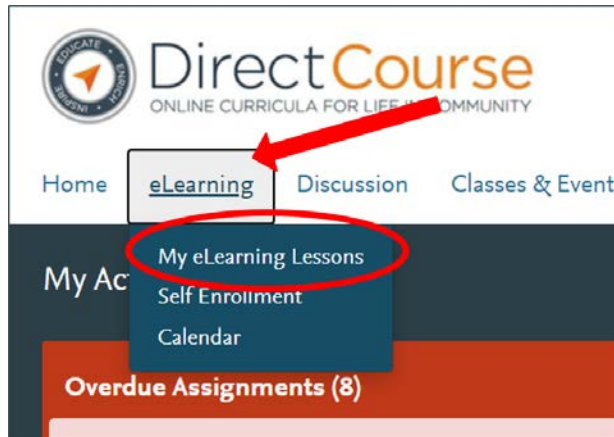 EDUCATE • ENRICH • INSPIRE •
DirectCourse
ONLINE CURRICULA FOR LIFE IN COMMUNITY
Home eLearning Discussion Classes & Event
My eLearning Lessons
My Ac
Self Enrollment
Calendar
Overdue Assignments (8)